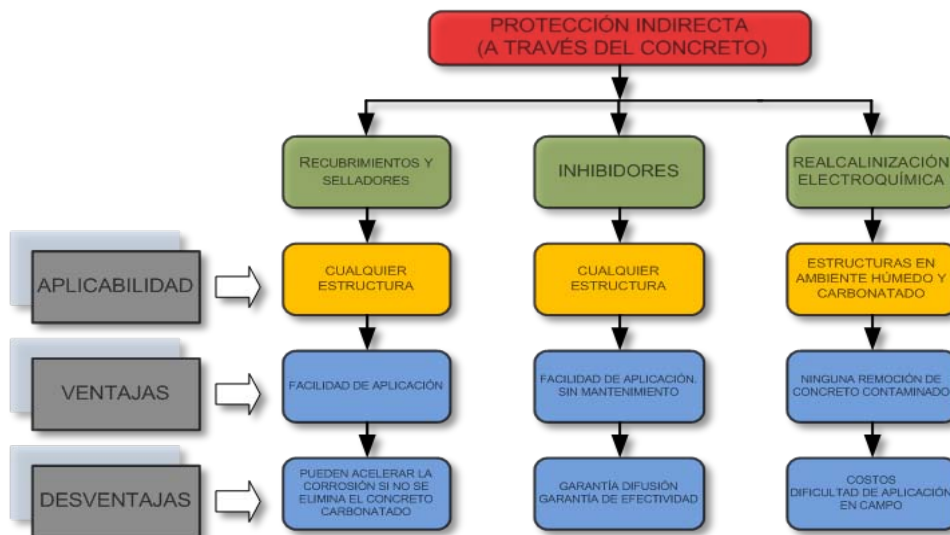 PROTECCIÓN INDIRECTA
(A TRAVÉS DEL CONCRETO)
RECUBRIMIENTOS Y
SELLADORES
INHIBIDORES
REALCALINIZACIÓN
ELECTROQUÍMICA
APLICABILIDAD
CUALQUIER
ESTRUCTURA
CUALQUIER
ESTRUCTURA
ESTRUCTURAS EN
AMBIENTE HÚMEDO Y
CARBONATADO
VENTAJAS
FACILIDAD DE APLICACIÓN
FACILIDAD DE APLICACIÓN.
SIN MANTENIMIENTO
NINGUNA REMOCIÓN DE
CONCRETO CONTAMINADO
DESVENTAJAS
PUEDEN ACELERAR LA
CORROSIÓN SI NO SE
ELIMINA EL CONCRETO
CARBONATADO
GARANTÍA DIFUSIÓN
GARANTÍA DE EFECTIVIDAD
COSTOS
DIFICULTAD DE APLICACIÓN
EN CAMPO